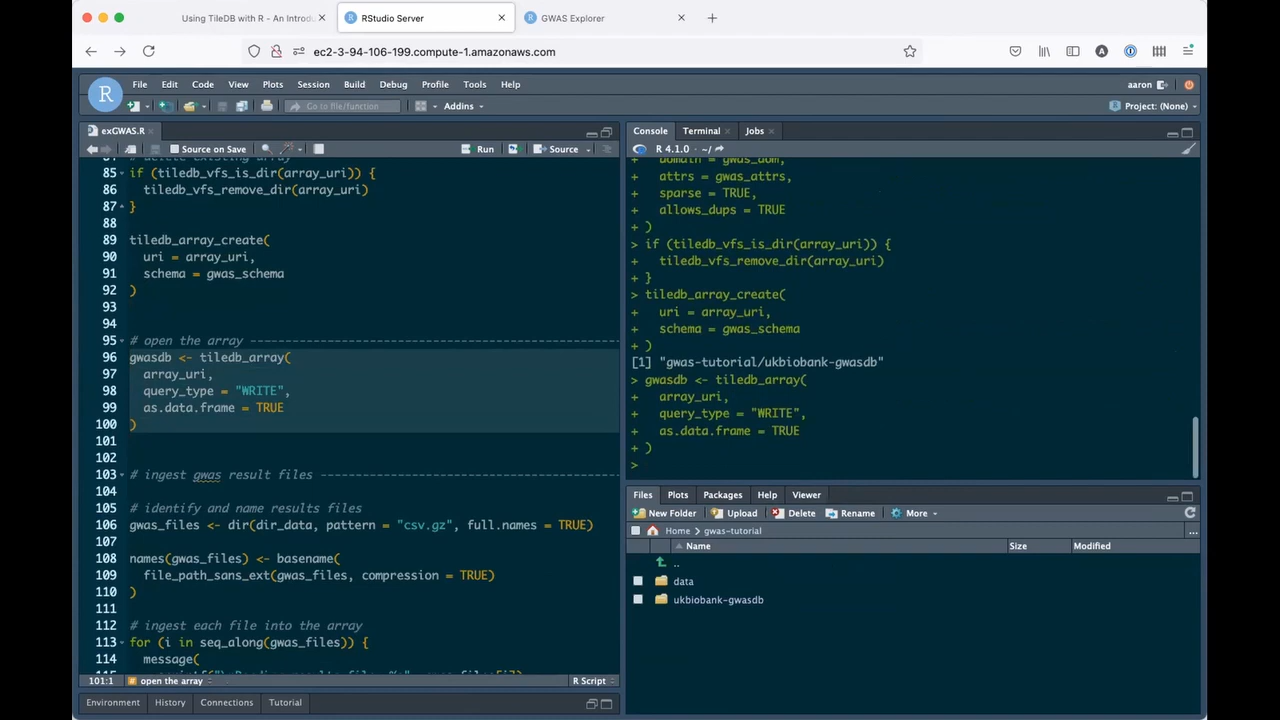 Using TileDB with R - An Introdu
RStudio Server
GWAS Explorer
ec2-3-94-106-199.compute-1.amazonaws.com
R
File Edit Code View Plots Session Build Debug Profile Tools Help
aaron
Go to file/function
Addins
Project: (None)
exGWAS.R
Source on Save
Run
Source
84 # delete existing array
85 if (tiledb_vfs_is_dir(array_uri)) {
86 tiledb_vfs_remove_dir(array_uri)
87 }
88
89 tiledb_array_create(
90 uri = array_uri,
91 schema = gwas_schema
92 )
93
94
95 # open the array ----------------------------------------
96 gwasdb <- tiledb_array(
97 array_uri,
98 query_type = "WRITE",
99 as.data.frame = TRUE
100 )
101
102
103 # ingest gwas result files ------------------------------
104
105 # identify and name results files
106 gwas_files <- dir(dir_data, pattern = "csv.gz", full.names = TRUE)
107
108 names(gwas_files) <- basename(
109 file_path_sans_ext(gwas_files, compression = TRUE)
110 )
111
112 # ingest each file into the array
113 for (i in seq_along(gwas_files)) {
114 message(
115
101:1 open the array
R Script
Environment History Connections Tutorial
Console Terminal Jobs
R 4.1.0 · ~/
+ domain = gwas_dom,
+ attrs = gwas_attrs,
+ sparse = TRUE,
+ allows_dups = TRUE
+ )
> if (tiledb_vfs_is_dir(array_uri)) {
+ tiledb_vfs_remove_dir(array_uri)
+ }
> tiledb_array_create(
+ uri = array_uri,
+ schema = gwas_schema
+ )
[1] "gwas-tutorial/ukbiobank-gwasdb"
> gwasdb <- tiledb_array(
+ array_uri,
+ query_type = "WRITE",
+ as.data.frame = TRUE
+ )
>
Files Plots Packages Help Viewer
New Folder Upload Delete Rename More
Home gwas-tutorial
...
Name Size Modified
..
data
ukbiobank-gwasdb